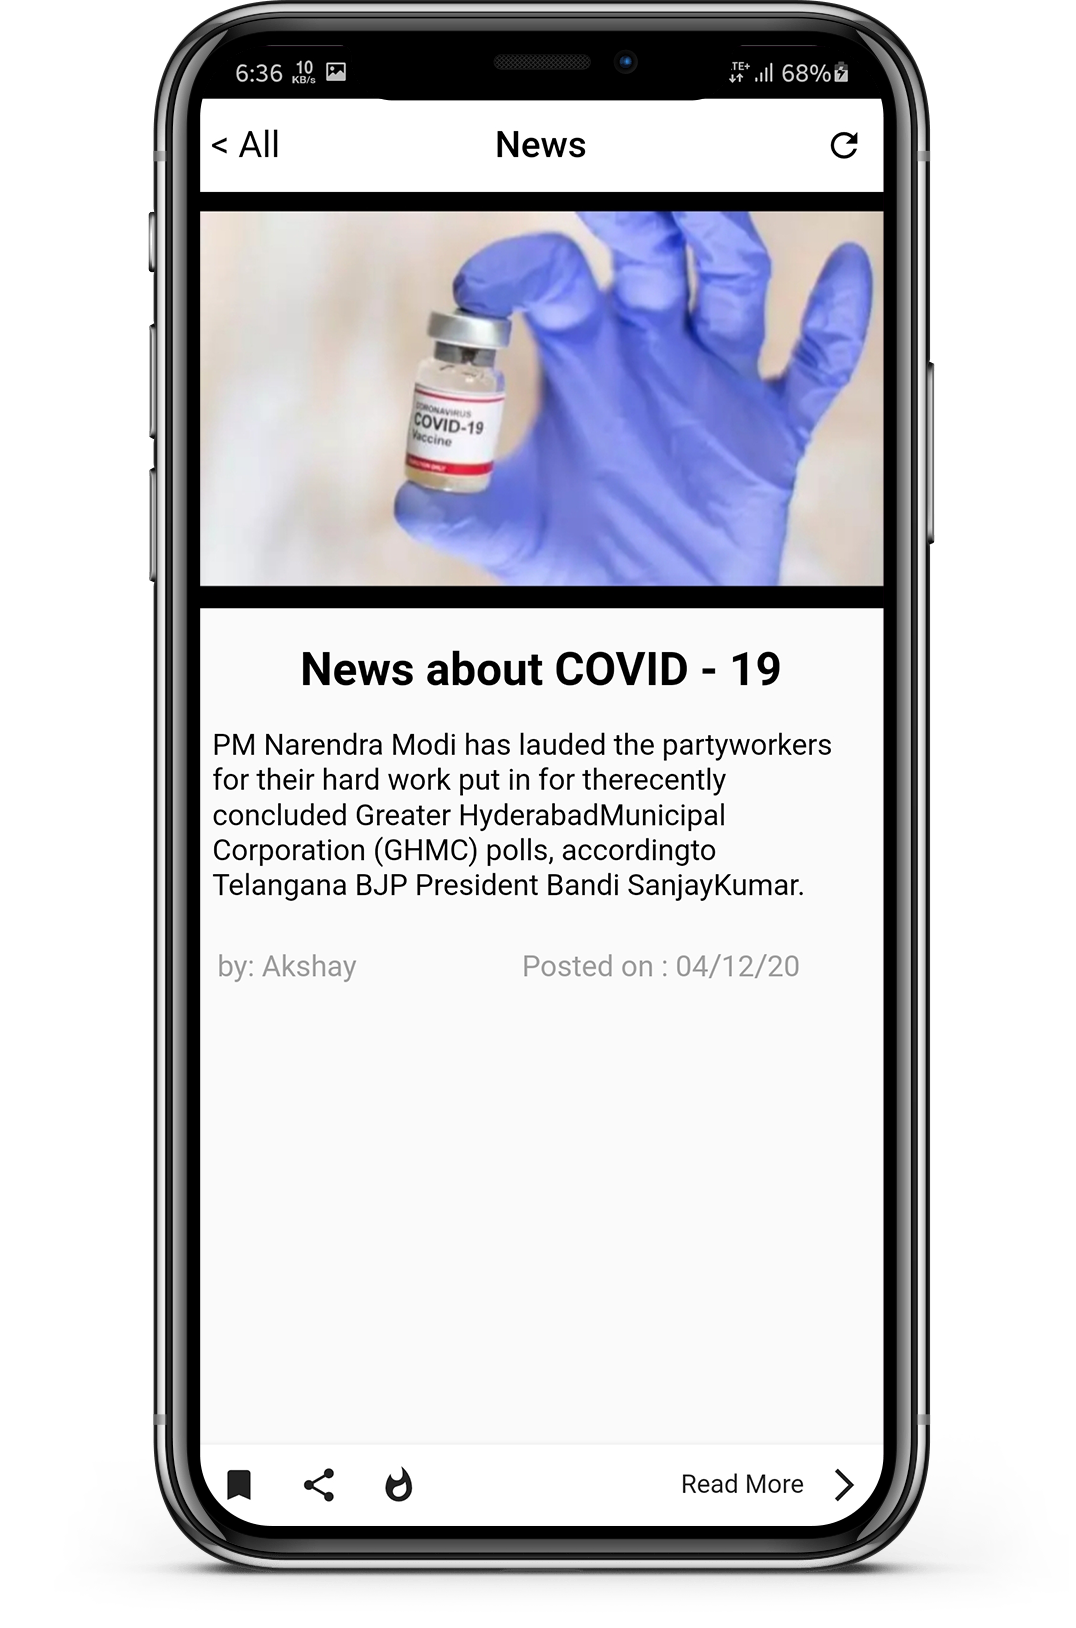 6:36 10 KB/s TE+ 68%
< All News
CORONAVIRUS
COVID-19
Vaccine
News about COVID - 19
PM Narendra Modi has lauded the partyworkers
for their hard work put in for therecently
concluded Greater HyderabadMunicipal
Corporation (GHMC) polls, accordingto
Telangana BJP President Bandi SanjayKumar.
by: Akshay Posted on : 04/12/20
Read More